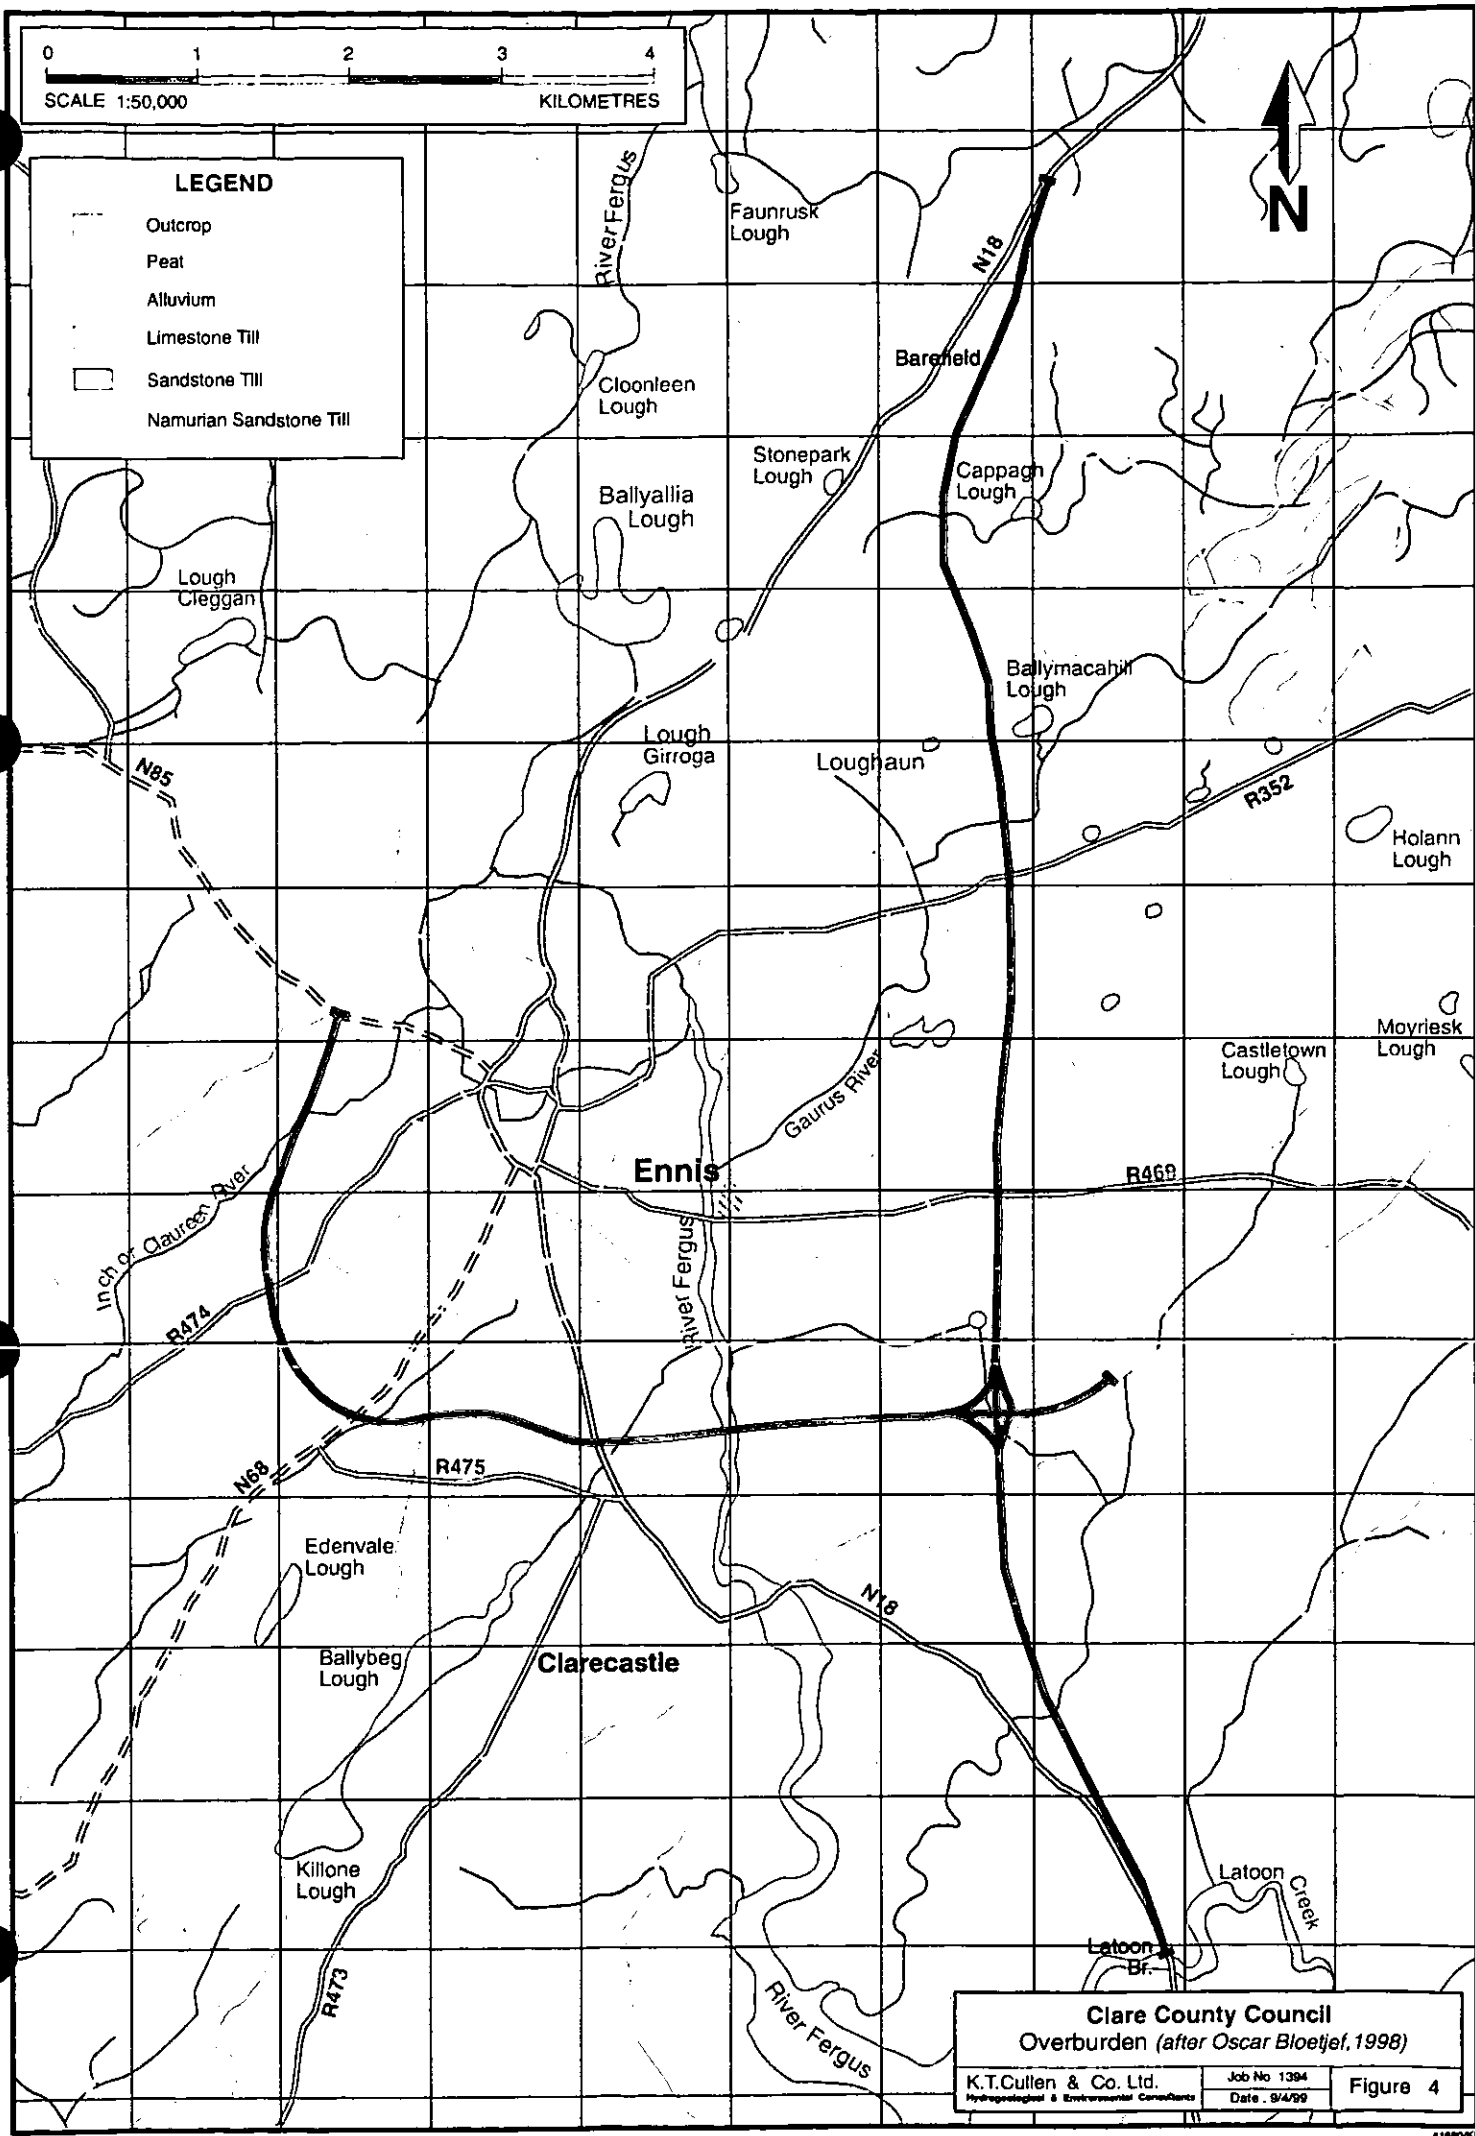 0 1 2 3 4
SCALE 1:50,000 KILOMETRES
LEGEND
Outcrop
Peat
Alluvium
Limestone Till
Sandstone Till
Namurian Sandstone Till
N
River Fergus
Faunrusk
Lough
N18
Barefield
Cloonleen
Lough
Stonepark
Lough
Cappagh
Lough
Ballyallia
Lough
Lough
Cleggan
Ballymacahill
Lough
Lough
Girroga
Loughaun
N85
R352
Holann
Lough
Moyriesk
Lough
Castletown
Lough
Gaurus River
Ennis
R469
Inch or Claureen River
River Fergus
R474
N68
R475
Edenvale
Lough
N18
Ballybeg
Lough
Clarecastle
Killone
Lough
Latoon
Creek
Latoon
Br.
R473
River Fergus
Clare County Council
Overburden (after Oscar Bloetjef,1998)
K.T.Cullen & Co. Ltd.
Hydrogeological & Environmental Consultants
Job No 1394
Date . 9/4/99
Figure 4